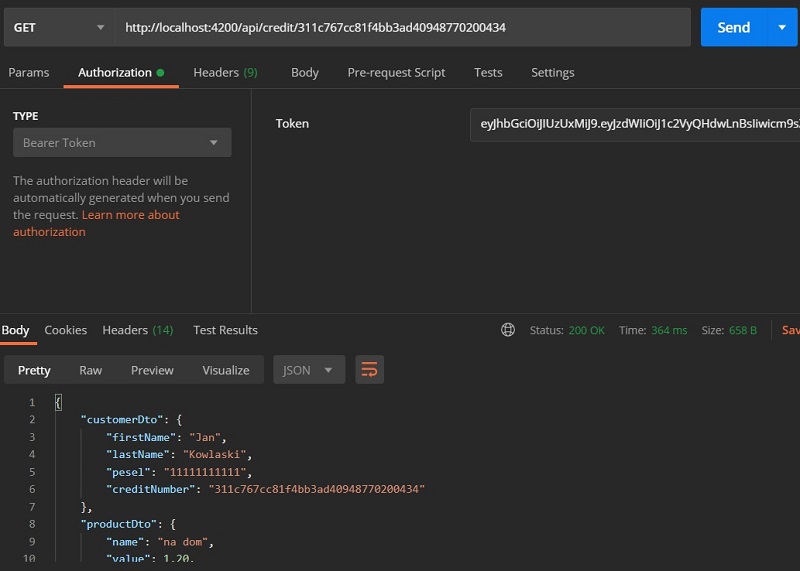 GET http://localhost:4200/api/credit/311c767cc81f4bb3ad40948770200434 Send
Params Authorization Headers (9) Body Pre-request Script Tests Settings
TYPE
Bearer Token
The authorization header will be
automatically generated when you send
the request. Learn more about
authorization
Token eyJhbGciOiJIUzUxMiJ9.eyJzdWIiOiJ1c2VyQHdwLnBsIiwicm9s
Body Cookies Headers (14) Test Results Status: 200 OK Time: 364 ms Size: 658 B Sav
Pretty Raw Preview Visualize JSON
1 {
2 "customerDto": {
3 "firstName": "Jan",
4 "lastName": "Kowlaski",
5 "pesel": "11111111111",
6 "creditNumber": "311c767cc81f4bb3ad40948770200434"
7 },
8 "productDto": {
9 "name": "na dom",
10 "value": 1.20,